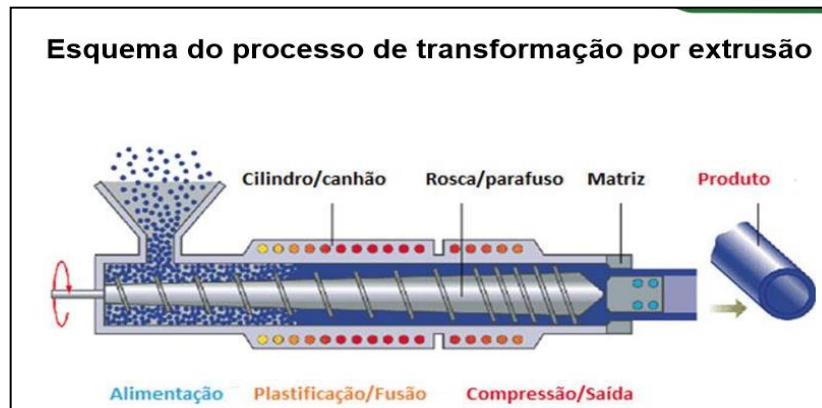 Esquema do processo de transformação por extrusão
Cilindro/canhão Rosca/parafuso Matriz Produto
Alimentação Plastificação/Fusão Compressão/Saída